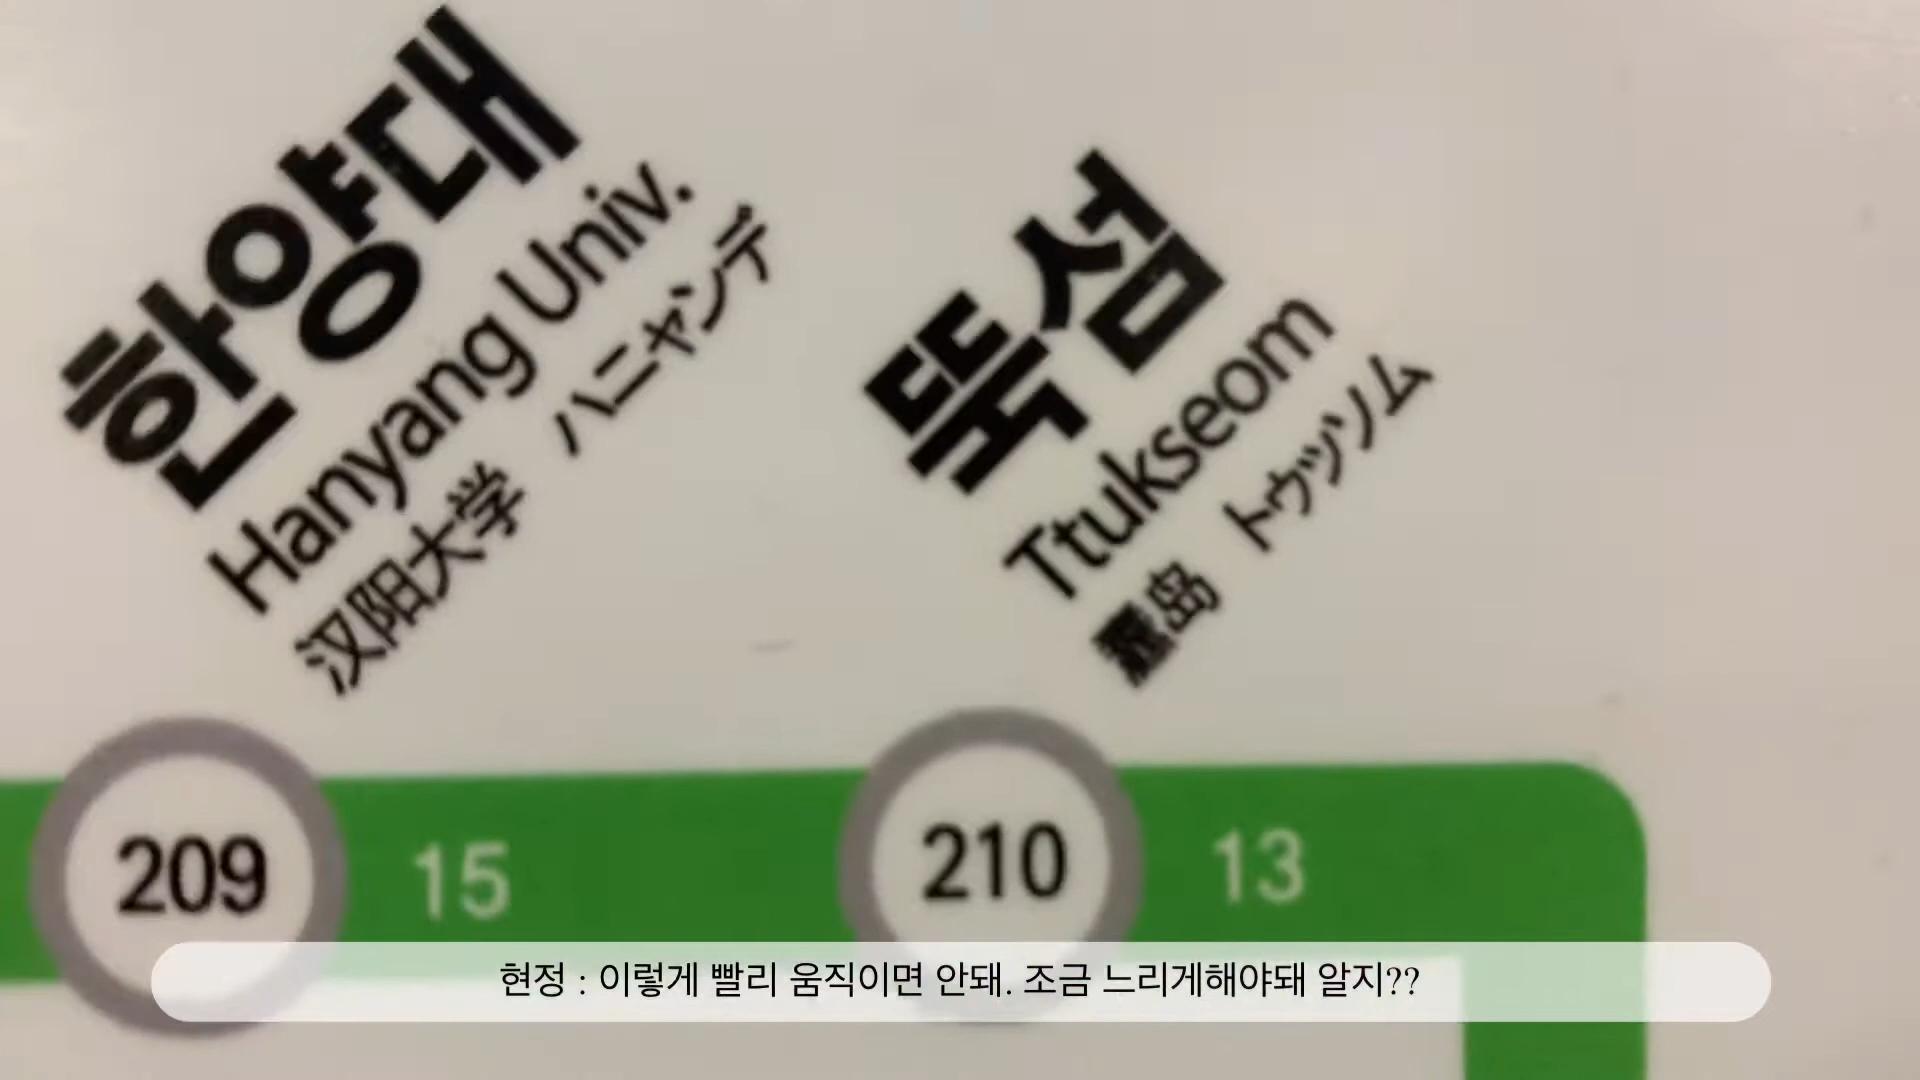 한양대
Hanyang Univ.
汉阳大学 ハニャンデ
뚝섬
Ttukseom
纛岛 トゥッソム
209 15 210 13
현정 : 이렇게 빨리 움직이면 안돼. 조금 느리게해야돼 알지??